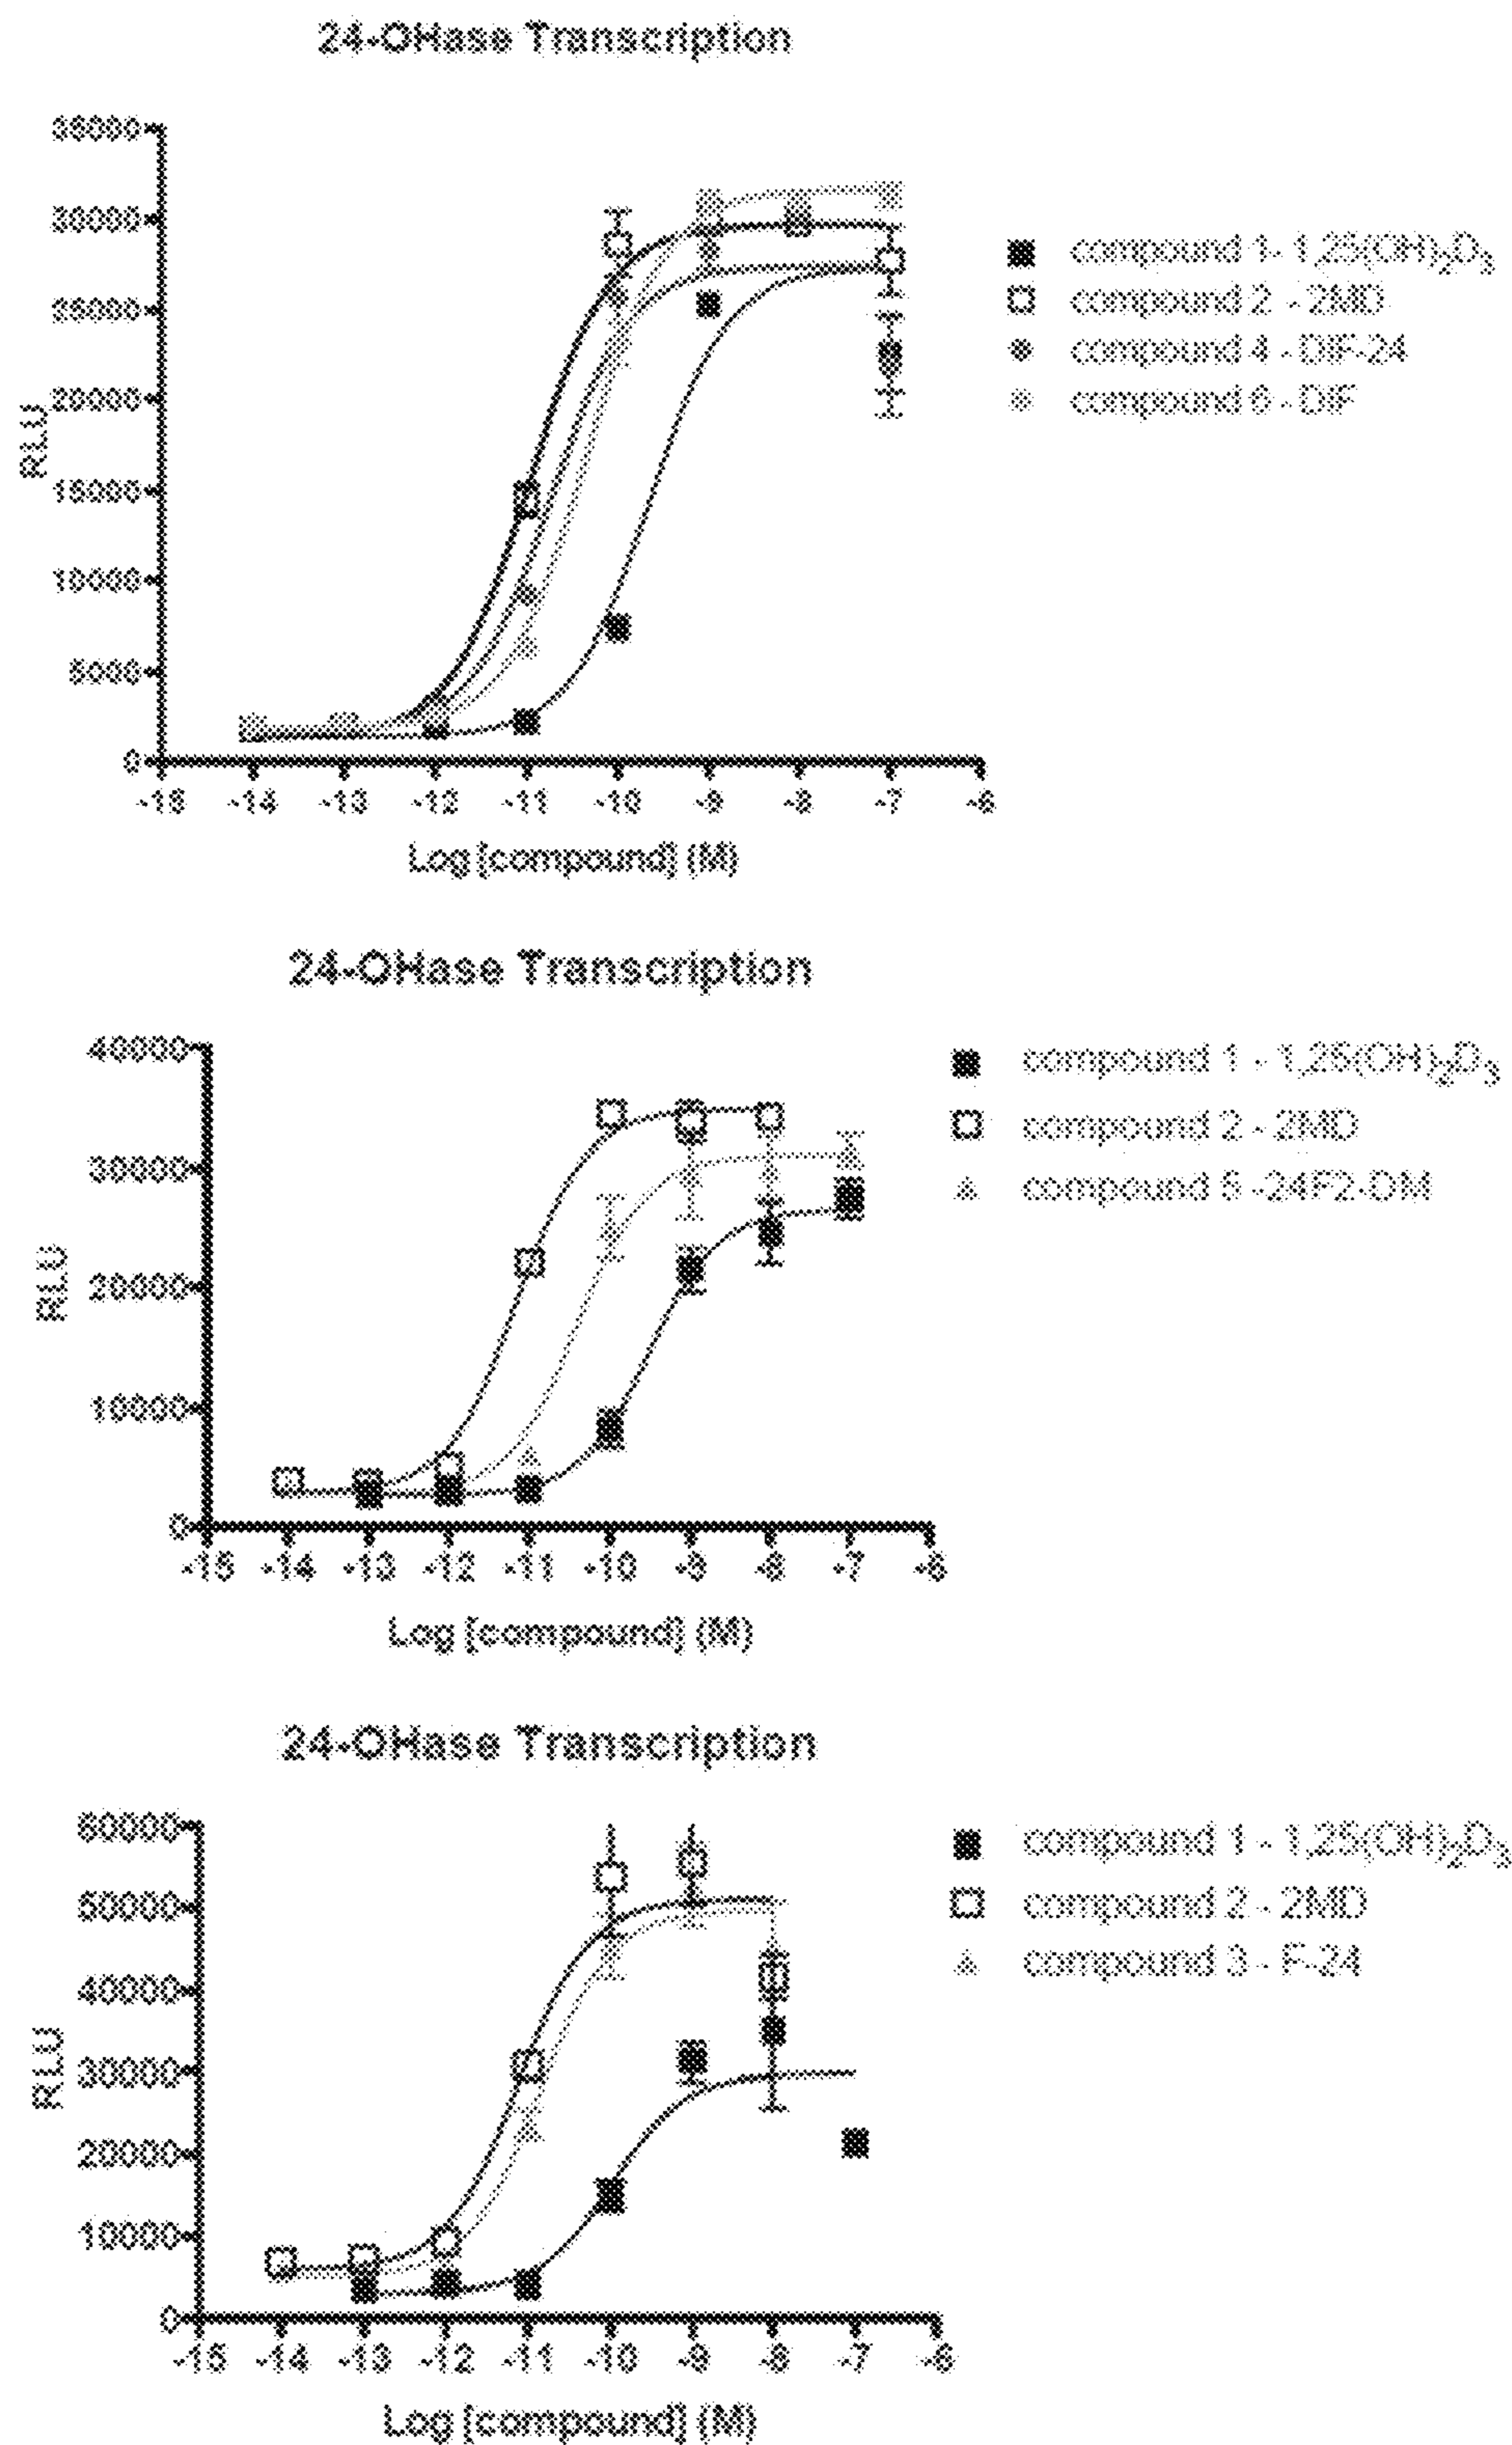 24-OHase Transcription
35000
30000
25000
20000
15000
10000
5000
0
RLU
-15 -14 -13 -12 -11 -10 -9 -8 -7 -6
Log [compound] (M)
compound 1- 1,25(OH)2D3
compound 2 - 2MD
compound 4 - DIF-24
compound 6 - DIF
24-OHase Transcription
40000
30000
20000
10000
0
RLU
-15 -14 -13 -12 -11 -10 -9 -8 -7 -6
Log [compound] (M)
compound 1 - 1,25(OH)2D3
compound 2 - 2MD
compound 5 -24F2-DM
24-OHase Transcription
60000
50000
40000
30000
20000
10000
0
RLU
-15 -14 -13 -12 -11 -10 -9 -8 -7 -6
Log [compound] (M)
compound 1 - 1,25(OH)2D3
compound 2 - 2MD
compound 3 - F-24